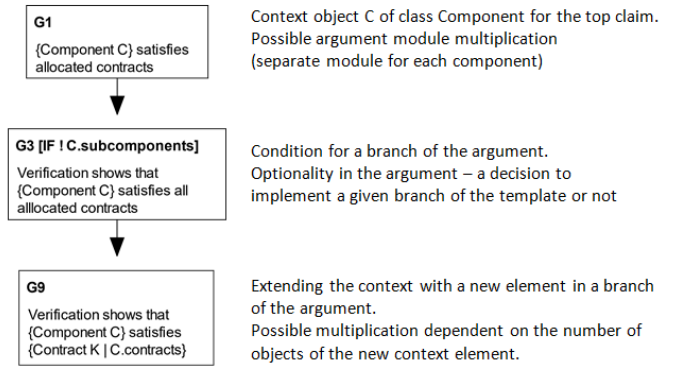 G1
{Component C} satisfies
allocated contracts
Context object C of class Component for the top claim.
Possible argument module multiplication
(separate module for each component)
G3 [IF ! C.subcomponents]
Verification shows that
{Component C} satisfies all
alllocated contracts
Condition for a branch of the argument.
Optionality in the argument – a decision to
implement a given branch of the template or not
G9
Verification shows that
{Component C} satisfies
{Contract K | C.contracts}
Extending the context with a new element in a branch
of the argument.
Possible multiplication dependent on the number of
objects of the new context element.